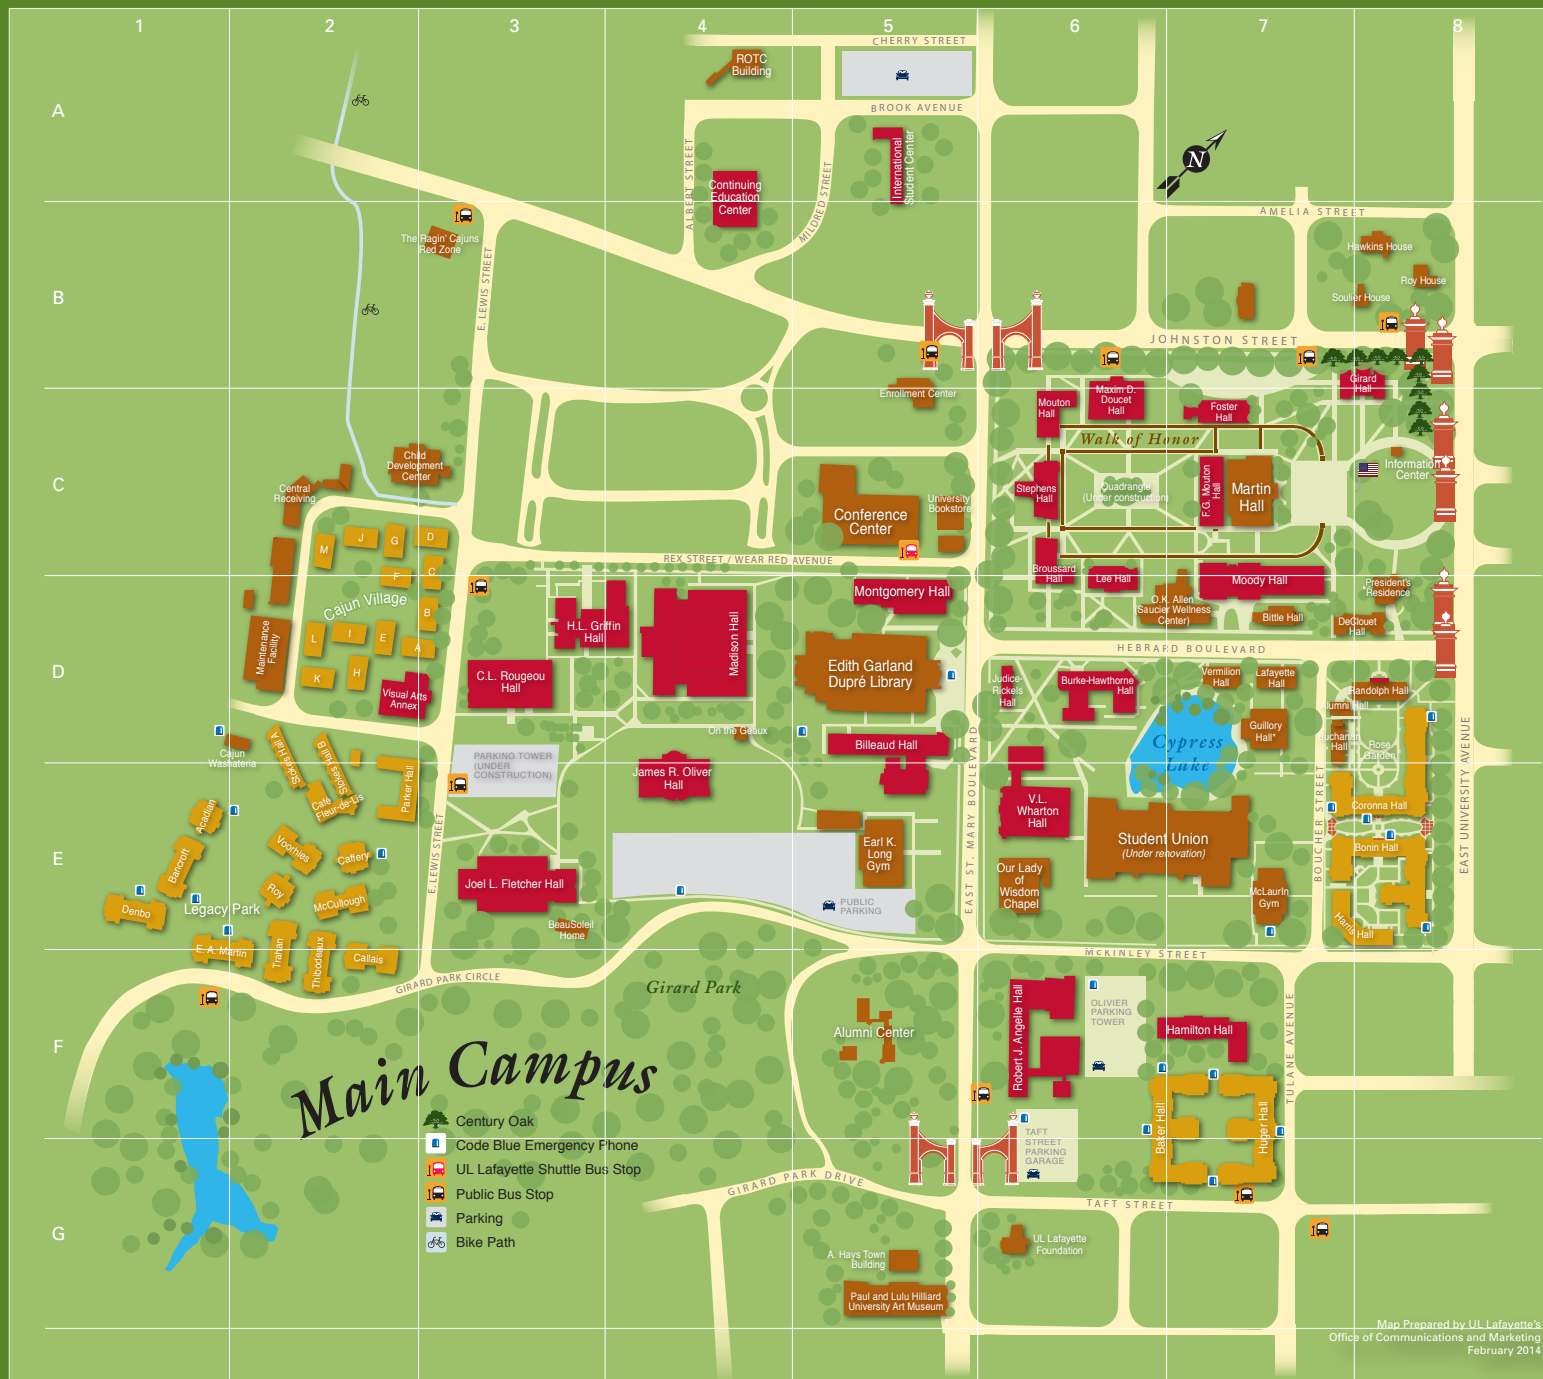 1 2 3 4 5 6 7 8
CHERRY STREET
ROTC
Building
BROOK AVENUE
A
ALBERT STREET
MILDRED STREET
International
Student Center
Continuing
Education
Center
N
AMELIA STREET
The Ragin' Cajuns
Red Zone
E. LEWIS STREET
Hawkins House
Roy House
Soulier House
B
JOHNSTON STREET
Enrollment Center
Mouton
Hall
Maxim D.
Doucet
Hall
Foster
Hall
Girard
Hall
Walk of Honor
Child
Development
Center
Central
Receiving
C
Conference
Center
University
Bookstore
Stephens
Hall
Quadrangle
(Under construction)
F.G. Mouton
Hall
Martin
Hall
Information
Center
M
J
G
D
F
C
B
REX STREET / WEAR RED AVENUE
Broussard
Hall
Lee Hall
Moody Hall
President's
Residence
Cajun Village
L
I
E
A
K
H
Maintenance
Facility
Visual Arts
Annex
H.L. Griffin
Hall
Madison Hall
Montgomery Hall
O.K. Allen
Saucier Wellness
Center)
Bittle Hall
DeClouet
Hall
HEBRARD BOULEVARD
D
C.L. Rougeou
Hall
Edith Garland
Dupré Library
Judice-
Rickels
Hall
Burke-Hawthorne
Hall
Vermilion
Hall
Lafayette
Hall
Randolph Hall
Alumni Hall
Guillory
Hall*
Buchanan
Hall
Rose
Garden
Cypress
Lake
On the Geaux
Billeaud Hall
Cajun
Washateria
Stokes Hall A
Stokes Hall B
PARKING TOWER
(UNDER
CONSTRUCTION)
James R. Oliver
Hall
Café
Fleur-de-Lis
Parker Hall
EAST ST. MARY BOULEVARD
BOUCHER STREET
EAST UNIVERSITY AVENUE
V.L.
Wharton
Hall
Student Union
(Under renovation)
Coronna Hall
Bonin Hall
Acadian
Bancroft
Voorhies
Caffery
Roy
McCullough
Denbo
Legacy Park
E
E. LEWIS STREET
Joel L. Fletcher Hall
BeauSoleil
Home
Earl K.
Long
Gym
PUBLIC
PARKING
Our Lady
of
Wisdom
Chapel
McLaurin
Gym
Harris Hall
E. A. Martin
Trahan
Thibodeaux
Callais
GIRARD PARK CIRCLE
McKINLEY STREET
Girard Park
Alumni Center
Robert J. Angelle Hall
OLIVIER
PARKING
TOWER
Hamilton Hall
TULANE AVENUE
F
Main Campus
Century Oak
Code Blue Emergency Phone
UL Lafayette Shuttle Bus Stop
Public Bus Stop
Parking
Bike Path
TAFT
STREET
PARKING
GARAGE
Baker Hall
Huger Hall
GIRARD PARK DRIVE
TAFT STREET
G
A. Hays Town
Building
UL Lafayette
Foundation
Paul and Lulu Hilliard
University Art Museum
Map Prepared by UL Lafayette's
Office of Communications and Marketing
February 2014